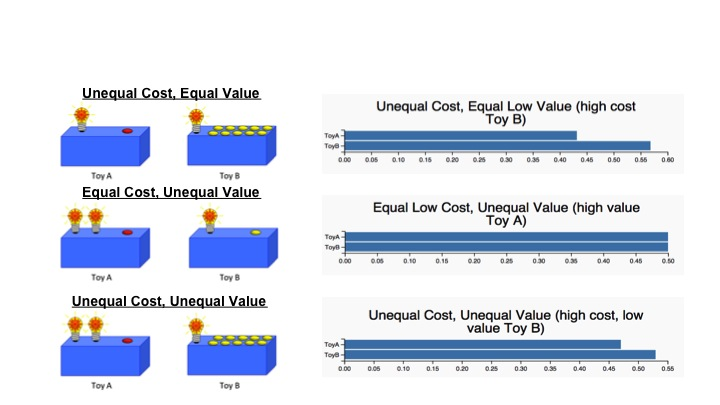 Unequal Cost, Equal Value
Toy A
Toy B
Unequal Cost, Equal Low Value (high cost
Toy B)
ToyA
ToyB
0.00 0.05 0.10 0.15 0.20 0.25 0.30 0.35 0.40 0.45 0.50 0.55 0.60
Equal Cost, Unequal Value
Toy A
Toy B
Equal Low Cost, Unequal Value (high value
Toy A)
ToyA
ToyB
0.00 0.05 0.10 0.15 0.20 0.25 0.30 0.35 0.40 0.45 0.50
Unequal Cost, Unequal Value
Toy A
Toy B
Unequal Cost, Unequal Value (high cost, low
value Toy B)
ToyA
ToyB
0.00 0.05 0.10 0.15 0.20 0.25 0.30 0.35 0.40 0.45 0.50 0.55